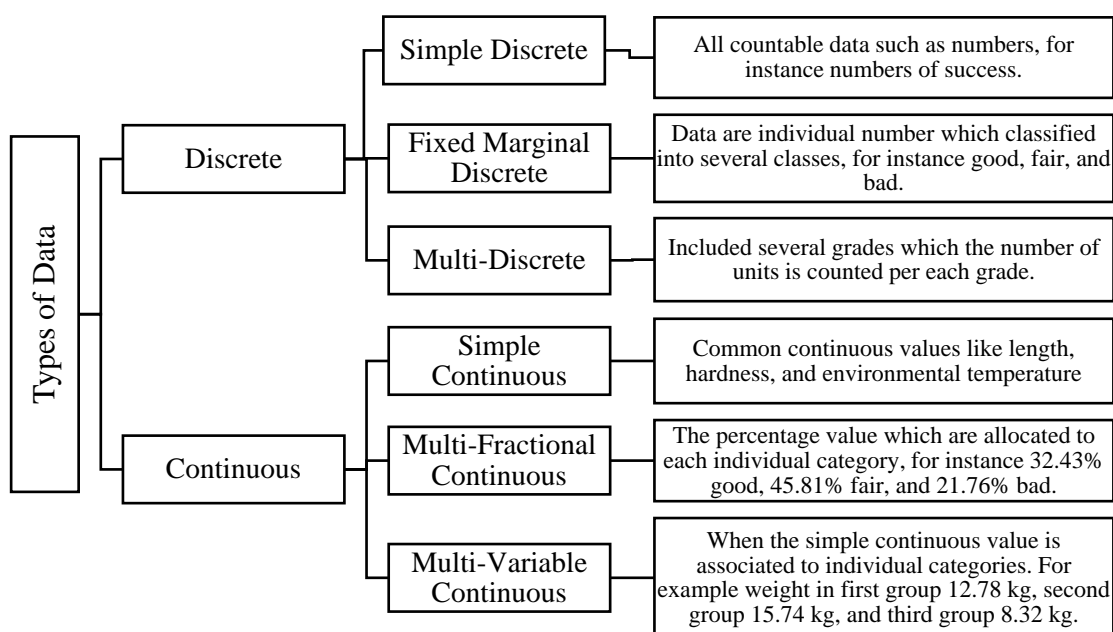 Types of Data
Discrete
Simple Discrete
All countable data such as numbers, for
instance numbers of success.
Fixed Marginal
Discrete
Data are individual number which classified
into several classes, for instance good, fair, and
bad.
Multi-Discrete
Included several grades which the number of
units is counted per each grade.
Continuous
Simple
Continuous
Common continuous values like length,
hardness, and environmental temperature
Multi-Fractional
Continuous
The percentage value which are allocated to
each individual category, for instance 32.43%
good, 45.81% fair, and 21.76% bad.
Multi-Variable
Continuous
When the simple continuous value is
associated to individual categories. For
example weight in first group 12.78 kg, second
group 15.74 kg, and third group 8.32 kg.